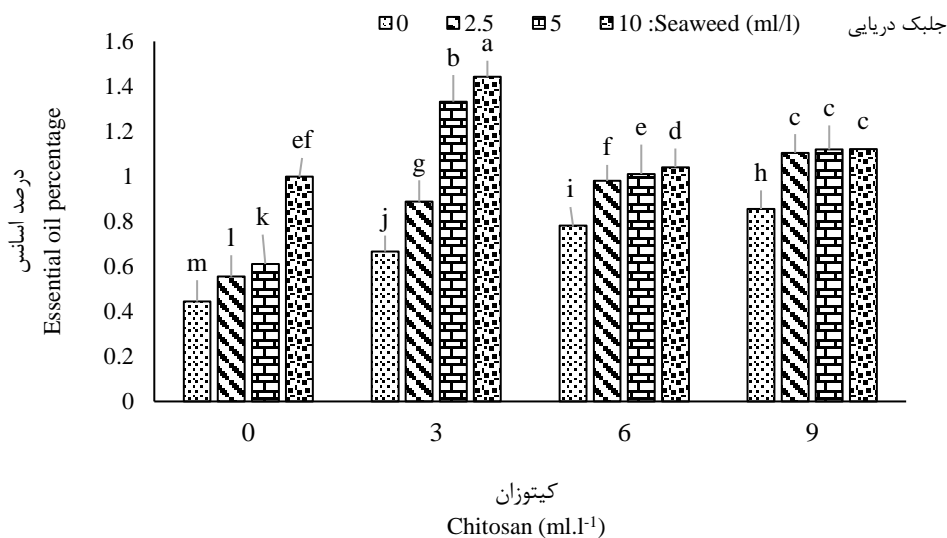 0 2.5 5 10 :Seaweed (ml/l) جلبک دریایی
درصد اسانس
Essential oil percentage
1.6
1.4
1.2
1
0.8
0.6
0.4
0.2
0
m l k ef
j g b a
i f e d
h c c c
0 3 6 9
کیتوزان
Chitosan (ml.l⁻¹)